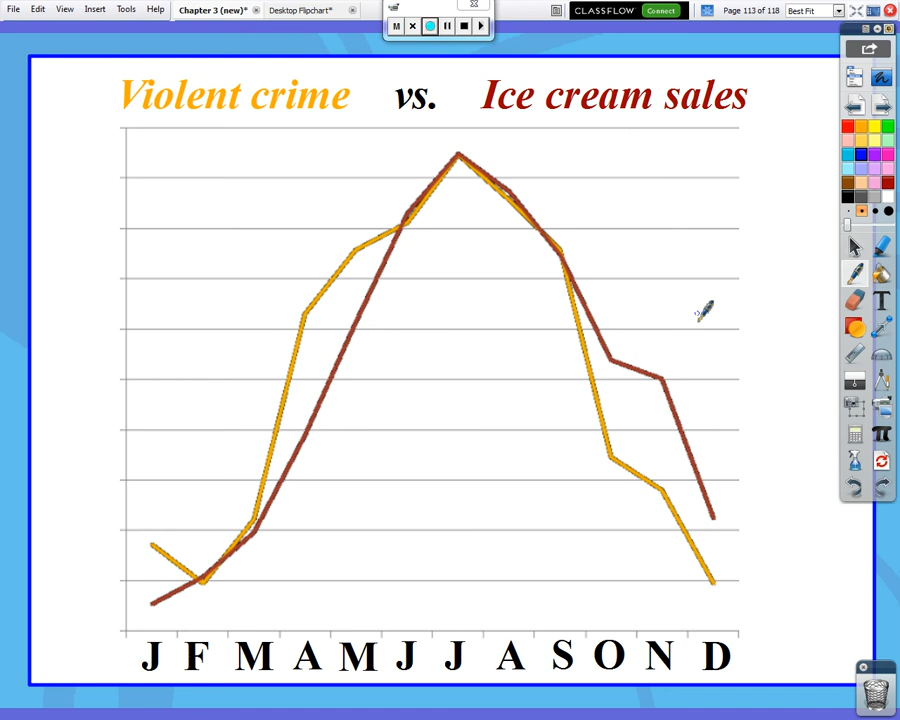 File Edit View Insert Tools Help Chapter 3 (new)* Desktop Flipchart* CLASSFLOW Connect Page 113 of 118 Best Fit
M
Violent crime vs. Ice cream sales
T
J F M A M J J A S O N D